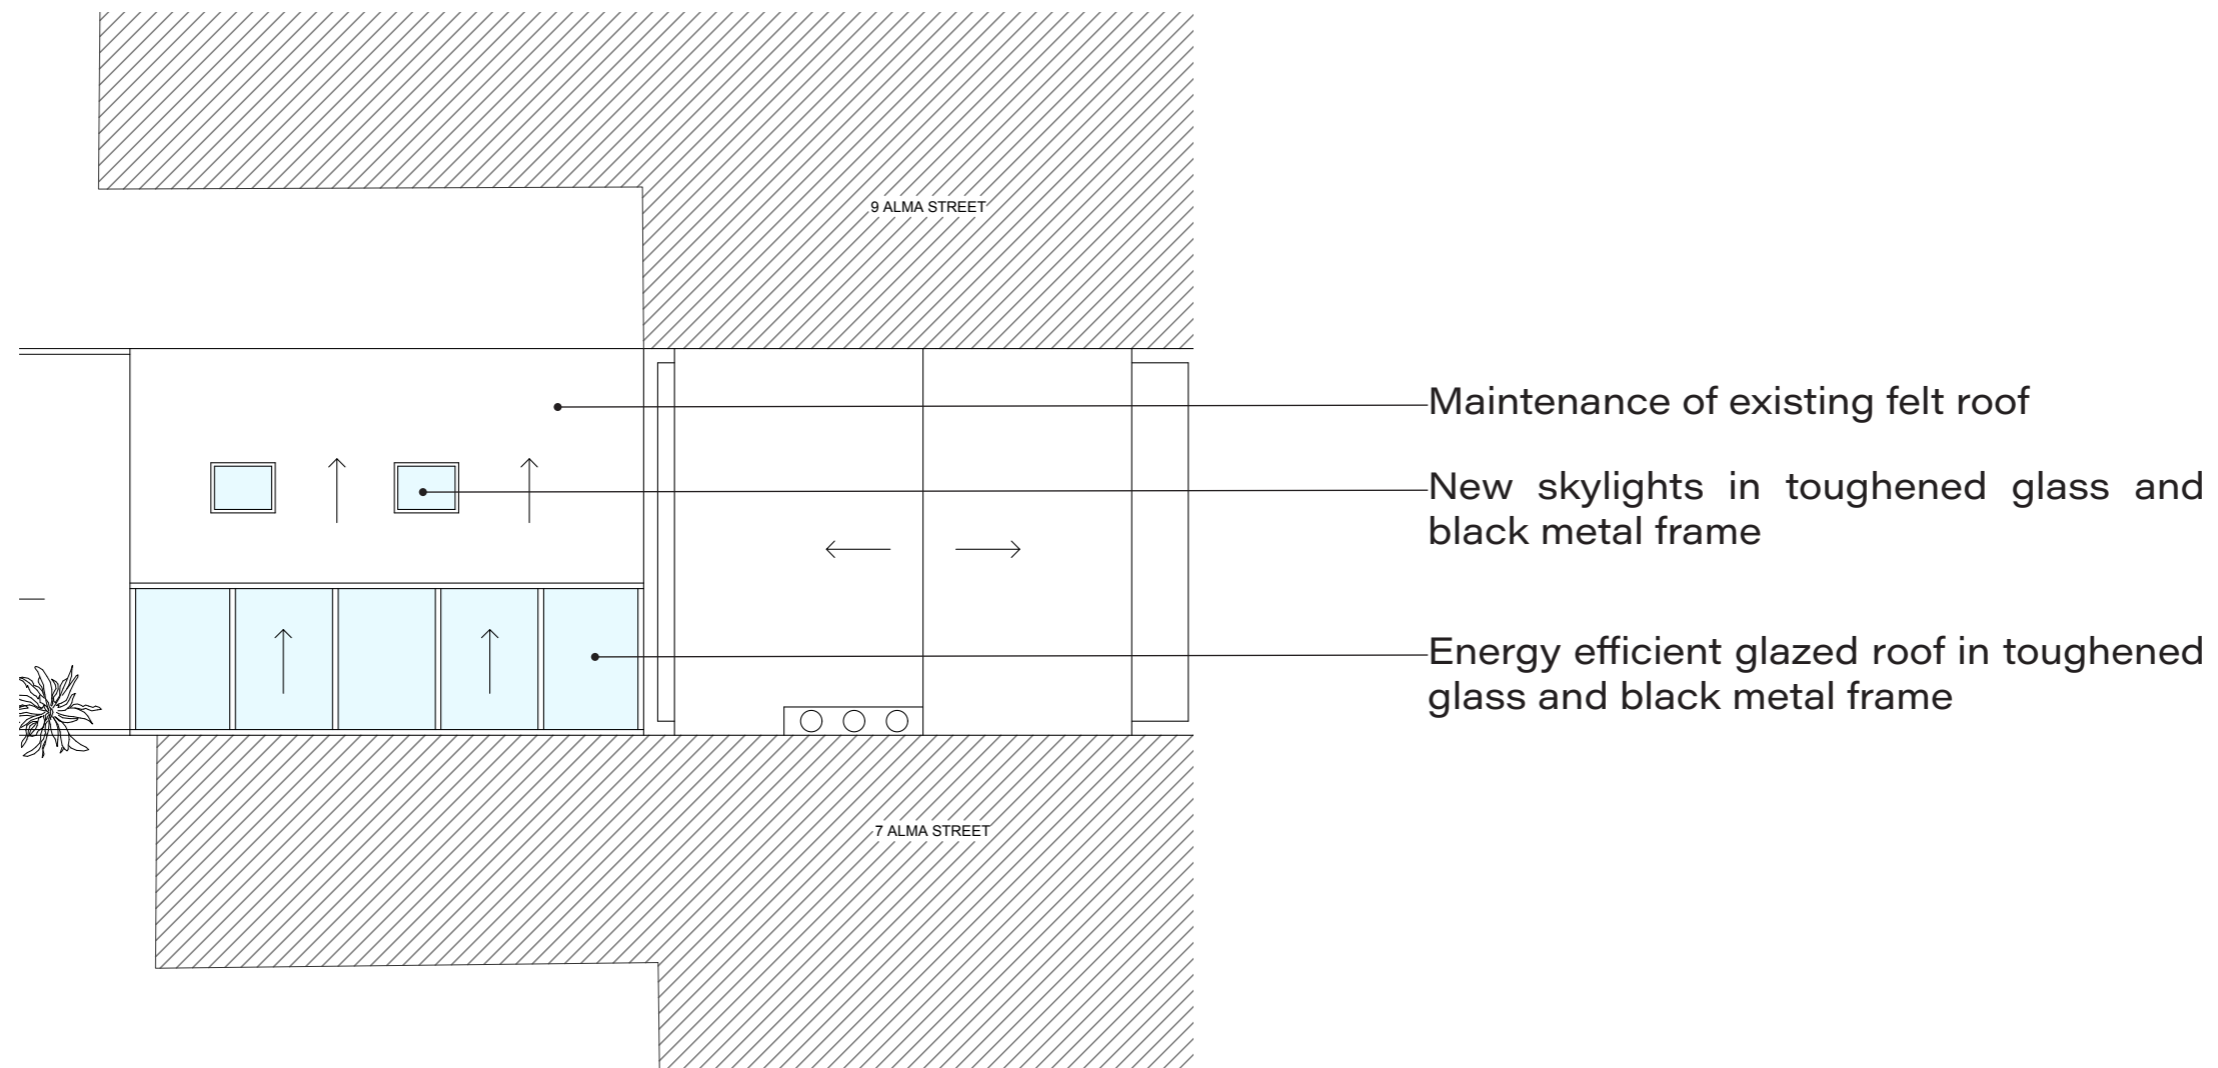 9 ALMA STREET
Maintenance of existing felt roof
New skylights in toughened glass and
black metal frame
Energy efficient glazed roof in toughened
glass and black metal frame
7 ALMA STREET